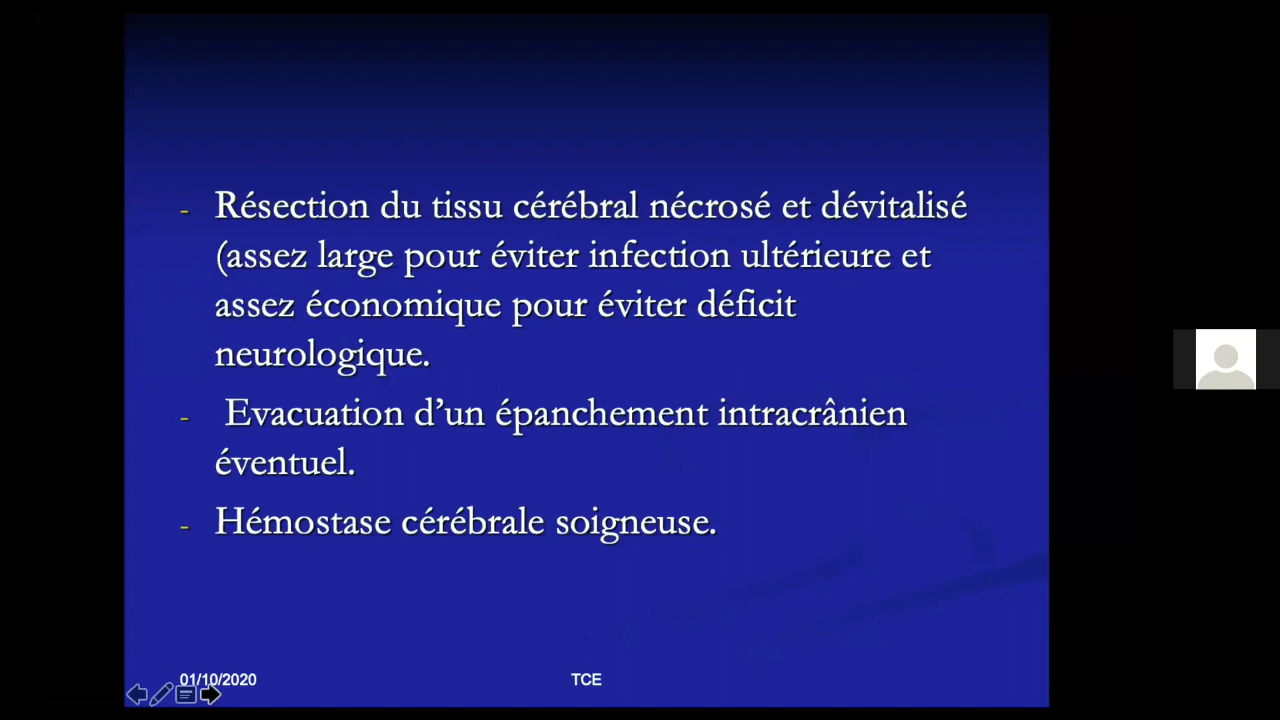 - Résection du tissu cérébral nécrosé et dévitalisé
(assez large pour éviter infection ultérieure et
assez économique pour éviter déficit
neurologique.
- Evacuation d’un épanchement intracrânien
éventuel.
- Hémostase cérébrale soigneuse.
01/10/2020
TCE